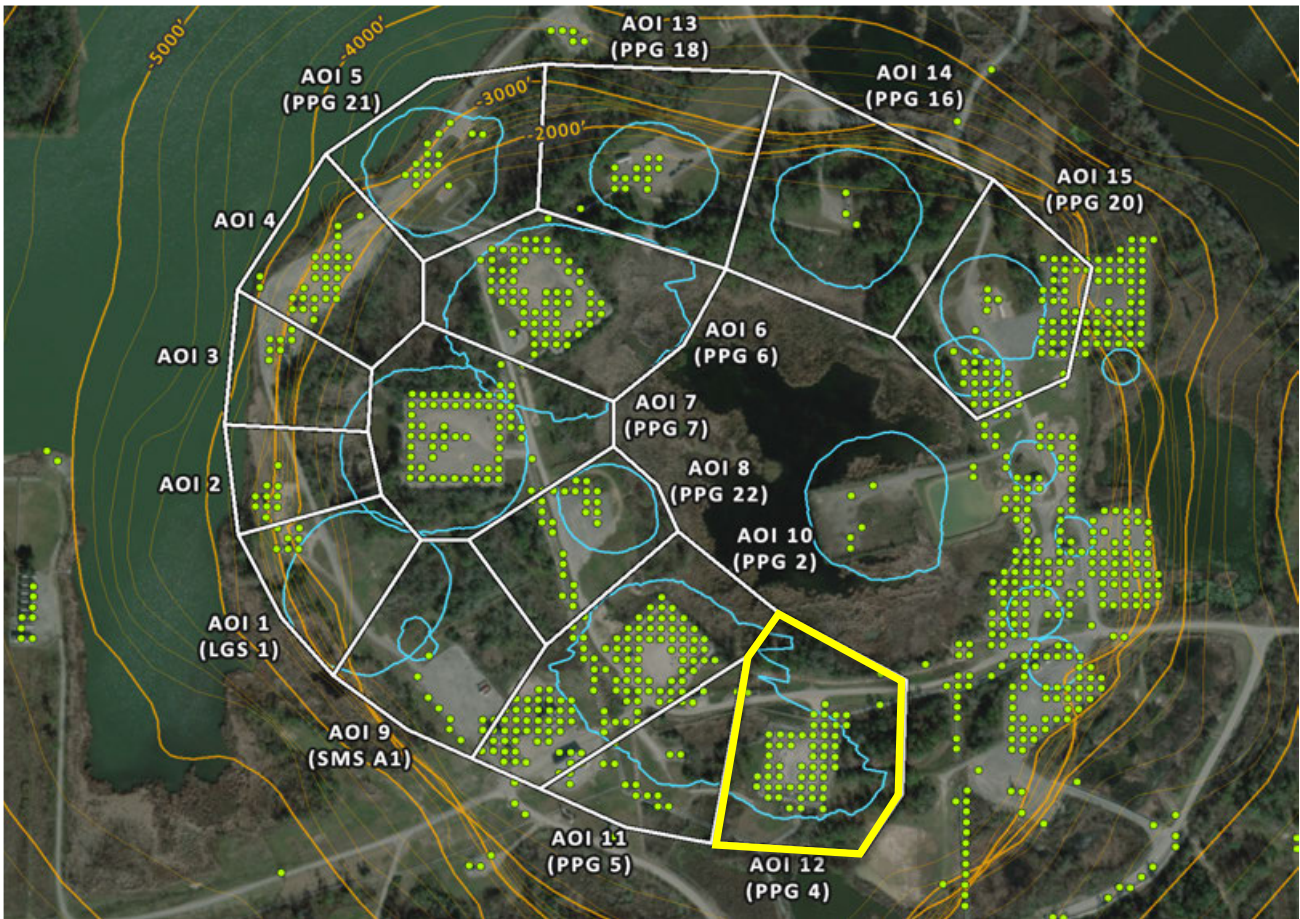 -5000'
-4000'
AOI 13
(PPG 18)
AOI 5
(PPG 21)
AOI 14
(PPG 16)
-3000'
-2000'
AOI 15
(PPG 20)
AOI 4
AOI 3
AOI 6
(PPG 6)
AOI 7
(PPG 7)
AOI 2
AOI 8
(PPG 22)
AOI 10
(PPG 2)
AOI 1
(LGS 1)
AOI 9
(SMS A1)
AOI 11
(PPG 5)
AOI 12
(PPG 4)